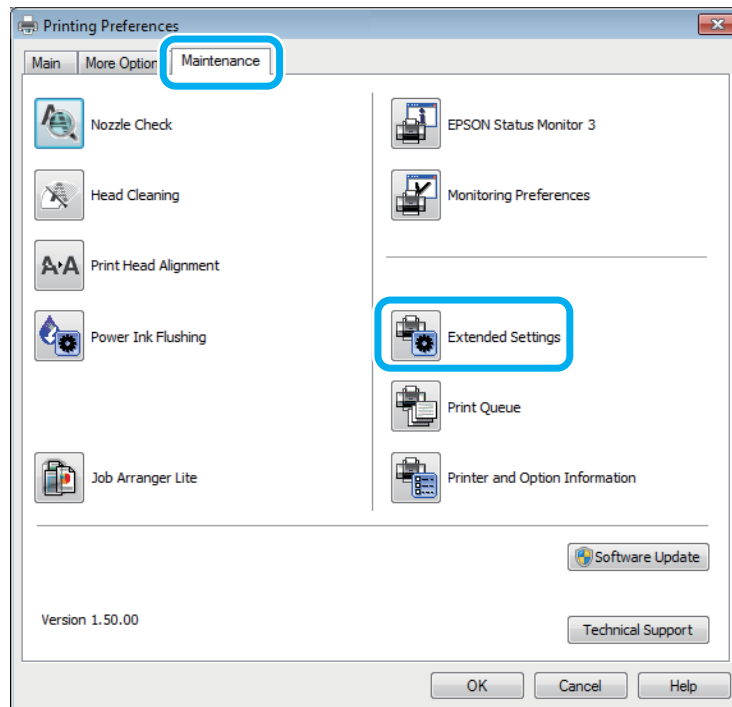 Printing Preferences
Main
More Option
Maintenance
Nozzle Check
EPSON Status Monitor 3
Head Cleaning
Monitoring Preferences
A·A
Print Head Alignment
Power Ink Flushing
Extended Settings
Print Queue
Job Arranger Lite
Printer and Option Information
Software Update
Version 1.50.00
Technical Support
OK
Cancel
Help